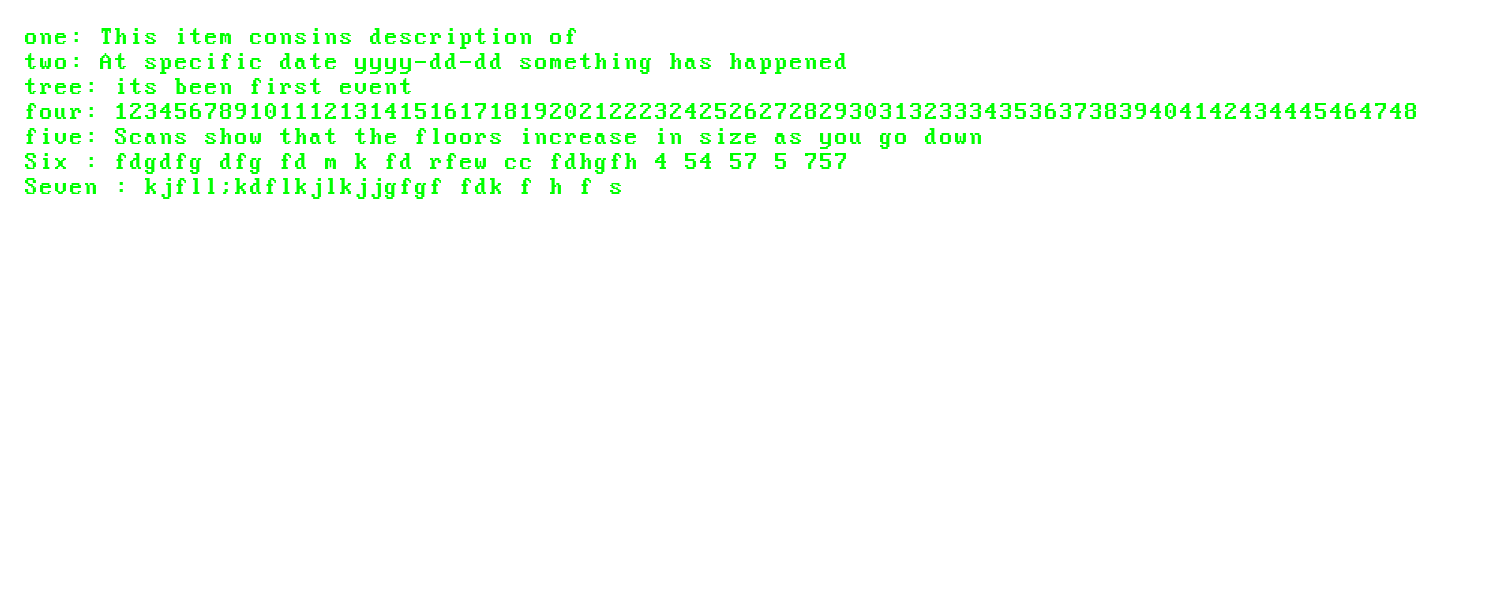 one: This item consins description of
two: At specific date yyyy-dd-dd something has happened
tree: its been first event
four: 123456789101112131415161718192021222324252627282930313233343536373839404142434445464748
five: Scans show that the floors increase in size as you go down
Six : fdgdfg dfg fd m k fd rfew cc fdhgfh 4 54 57 5 757
Seven : kjfll;kdflkjlkjjgfgf fdk f h f s